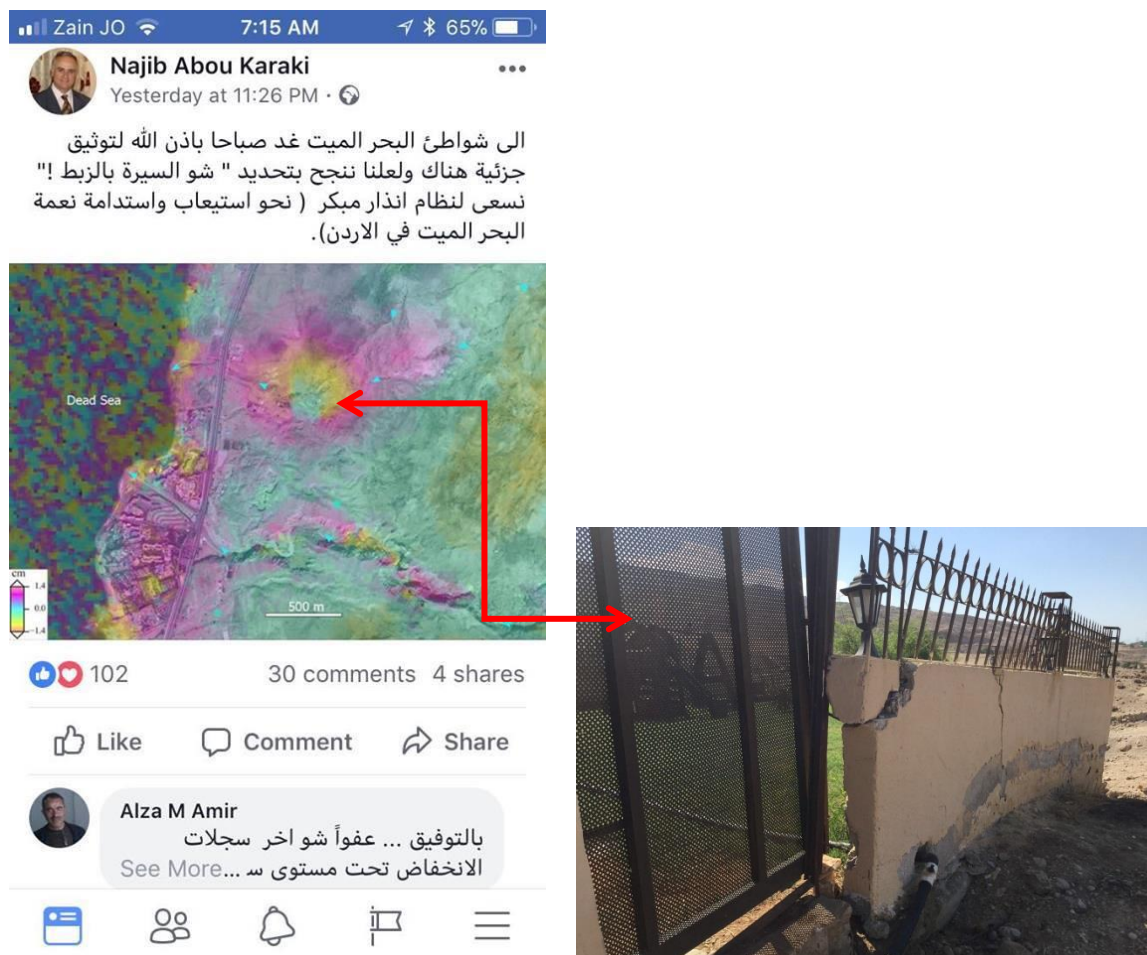 Zain JO 7:15 AM 65%
Najib Abou Karaki
Yesterday at 11:26 PM ·
الى شواطئ البحر الميت غد صباحا باذن الله لتوثيق
جزئية هناك ولعلنا ننجح بتحديد " شو السيرة بالزبط !"
نسعى لنظام انذار مبكر ( نحو استيعاب واستدامة نعمة
البحر الميت في الاردن).
Dead Sea
cm
1.4
0.0
-1.4
500 m
102 30 comments 4 shares
Like Comment Share
Alza M Amir
بالتوفيق ... عفواً شو اخر سجلات
الانخفاض تحت مستوى سـ ...See More